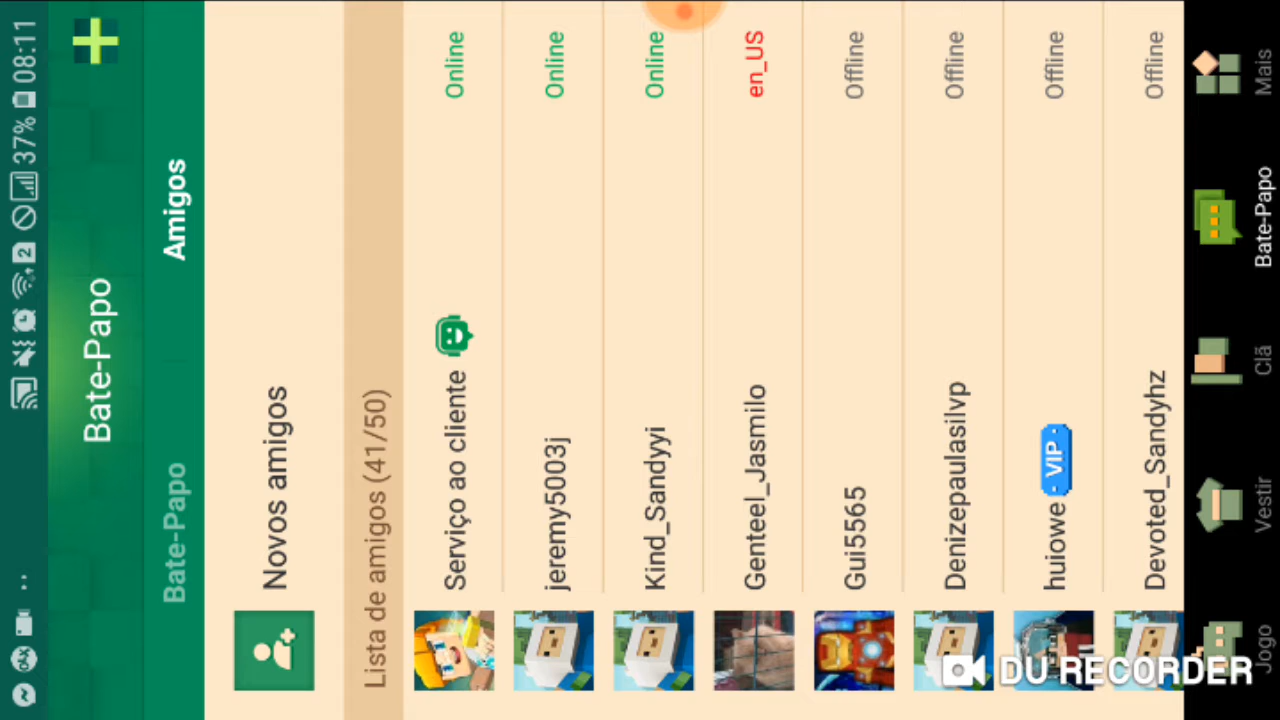 2 37% 08:11
Bate-Papo
Bate-Papo Amigos
Novos amigos
Lista de amigos (41/50)
Serviço ao cliente Online
jeremy5003j Online
Kind_Sandyyi Online
Genteel_Jasmilo en_US
Gui5565 Offline
Denizepaulasilvp Offline
huiowe VIP Offline
Devoted_Sandyhz Offline
Jogo Vestir Clã Bate-Papo Mais
DU RECORDER